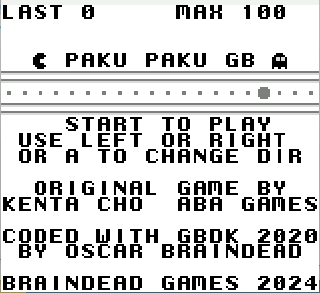 LAST 0 MAX 100
PAKU PAKU GB
START TO PLAY
USE LEFT OR RIGHT
OR A TO CHANGE DIR
ORIGINAL GAME BY
KENTA CHO ABA GAMES
CODED WITH GBDK 2020
BY OSCAR BRAINDEAD
BRAINDEAD GAMES 2024